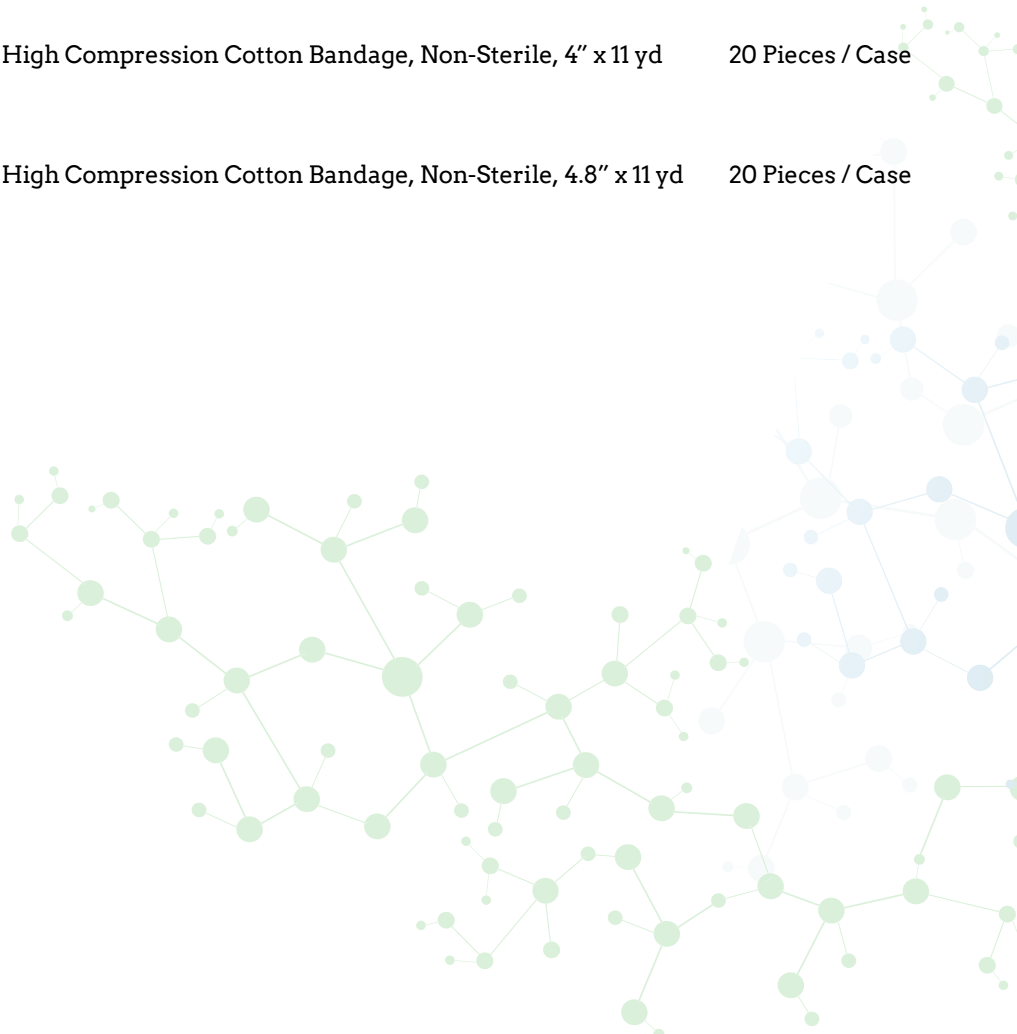 High Compression Cotton Bandage, Non-Sterile, 4” x 11 yd 20 Pieces / Case
High Compression Cotton Bandage, Non-Sterile, 4.8” x 11 yd 20 Pieces / Case